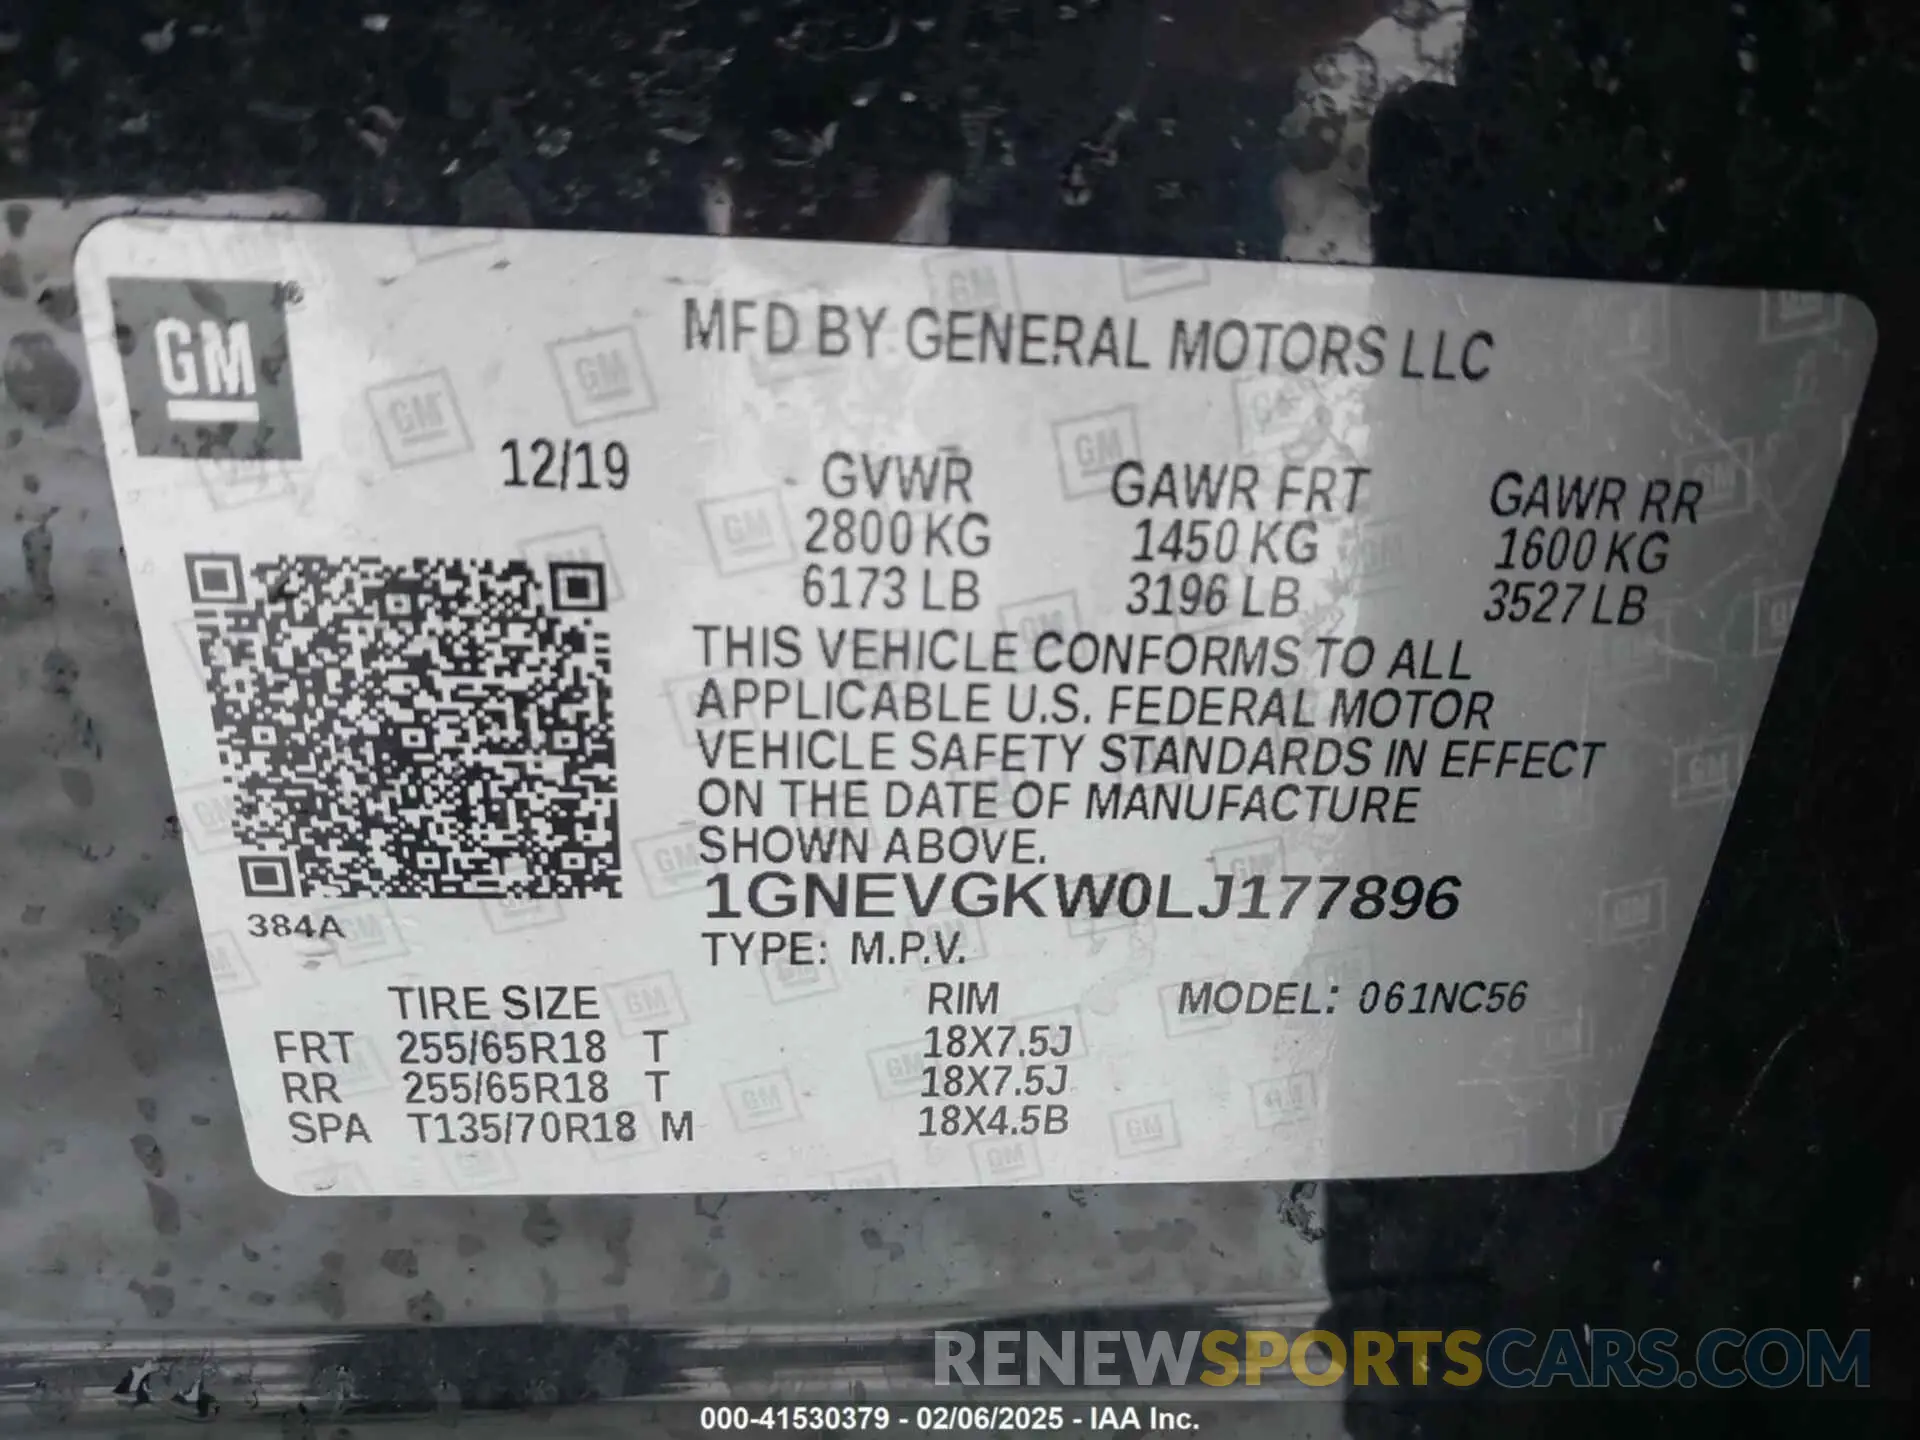 GM ®
MFD BY GENERAL MOTORS LLC
12/19
GVWR GAWR FRT GAWR RR
2800 KG 1450 KG 1600 KG
6173 LB 3196 LB 3527 LB
THIS VEHICLE CONFORMS TO ALL
APPLICABLE U.S. FEDERAL MOTOR
VEHICLE SAFETY STANDARDS IN EFFECT
ON THE DATE OF MANUFACTURE
SHOWN ABOVE.
1GNEVGKW0LJ177896
384A
TYPE: M.P.V.
TIRE SIZE RIM MODEL: 061NC56
FRT 255/65R18 T 18X7.5J
RR 255/65R18 T 18X7.5J
SPA T135/70R18 M 18X4.5B
RENEWSPORTSCARS.COM
000-41530379 - 02/06/2025 - IAA Inc.